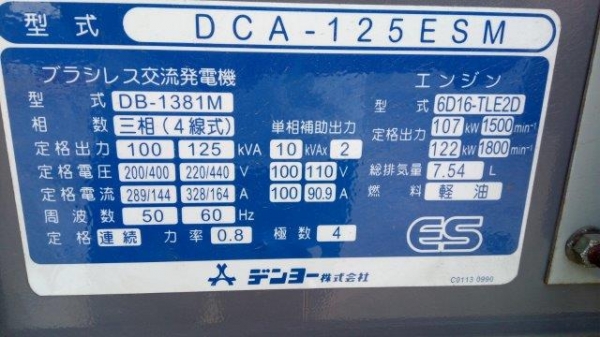 型式 DCA-125ESM
ブラシレス交流発電機
型式 DB-1381M
相数 三相(4線式) 単相補助出力
定格出力 100 125 kVA 10 kVAx 2
定格電圧 200/400 220/440 V 100 110 V
定格電流 289/144 328/164 A 100 90.9 A
周波数 50 60 Hz
定格 連続 力率 0.8 極数 4
エンジン
型式 6D16-TLE2D
定格出力 107 kW 1500 min⁻¹
122 kW 1800 min⁻¹
総排気量 7.54 L
燃料 軽油
ES
デンヨー株式会社
C0113 0990